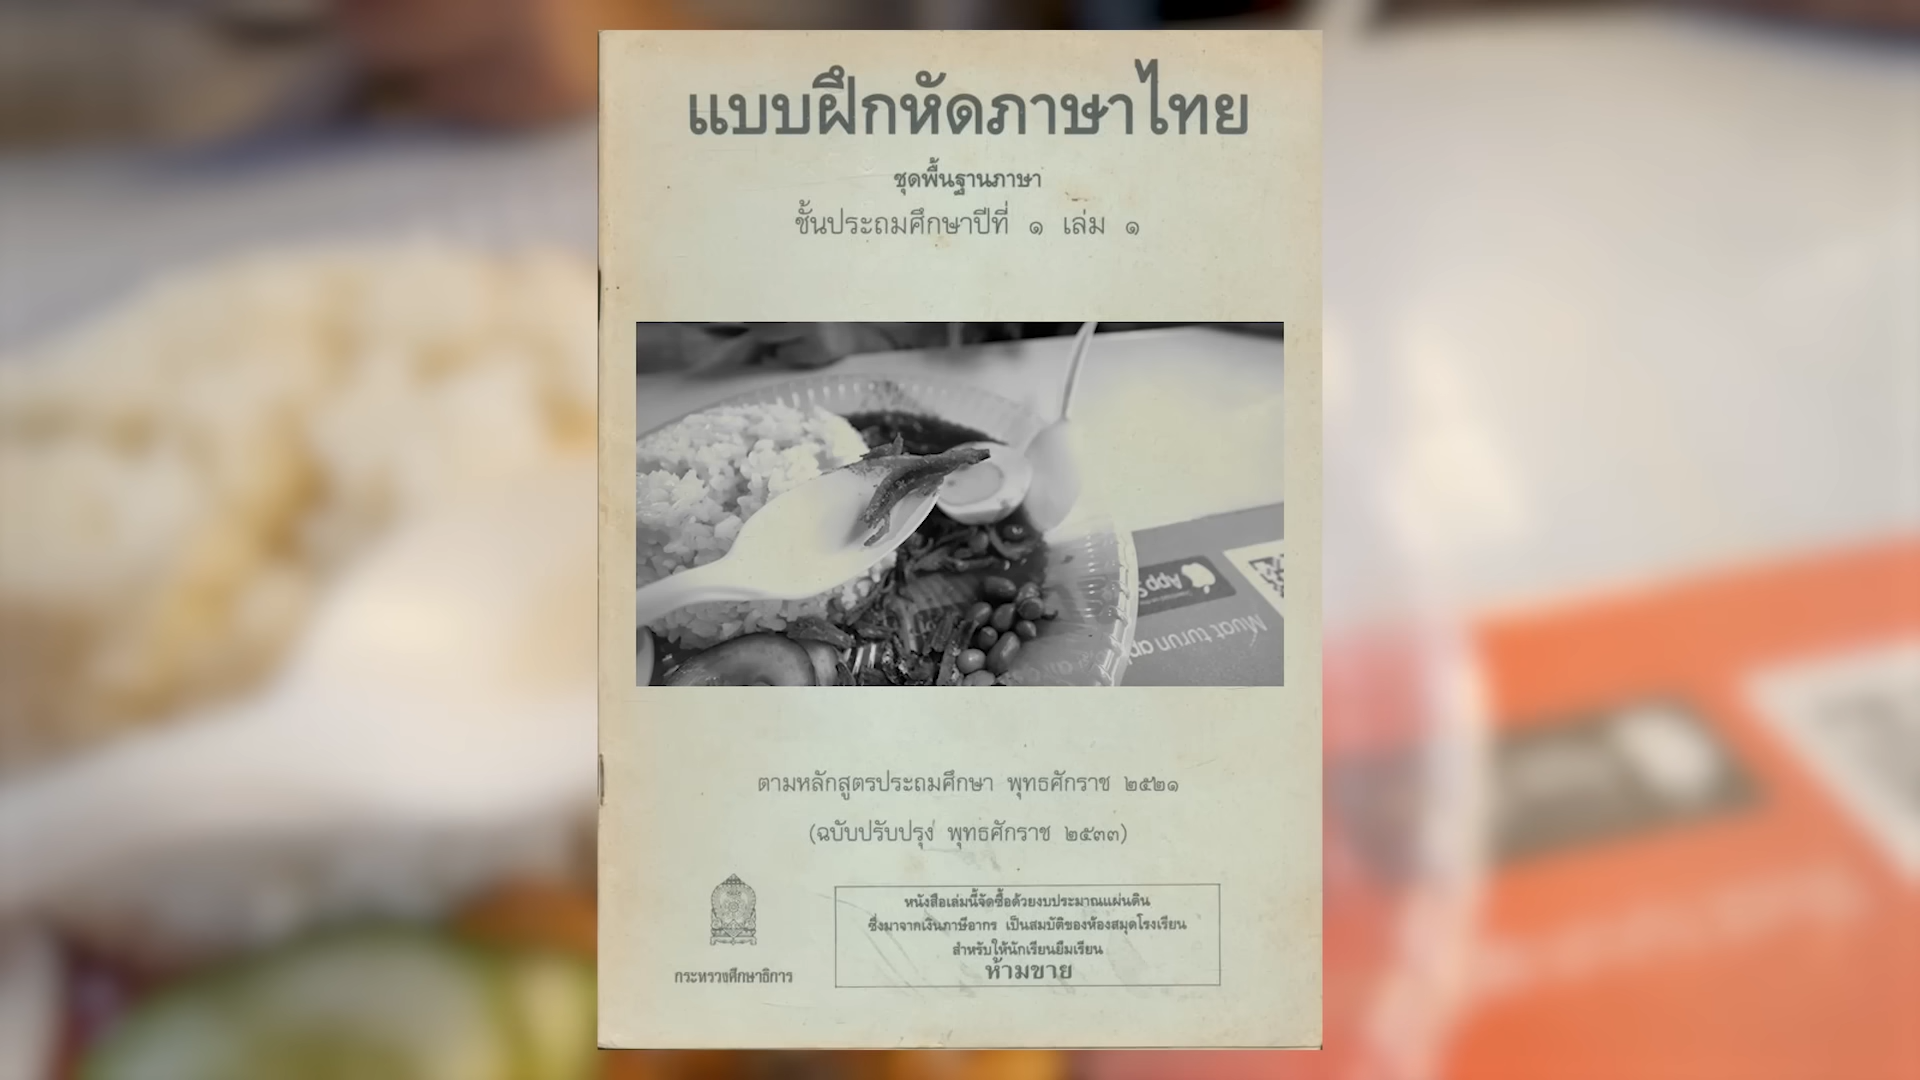 แบบฝึกหัดภาษาไทย
ชุดพื้นฐานภาษา
ชั้นประถมศึกษาปีที่ ๑ เล่ม ๑
App
Muat turun
ตามหลักสูตรประถมศึกษา พุทธศักราช ๒๕๒๑
(ฉบับปรับปรุง พุทธศักราช ๒๕๓๓)
กระทรวงศึกษาธิการ
หนังสือเล่มนี้จัดซื้อด้วยงบประมาณแผ่นดิน
ซึ่งมาจากเงินภาษีอากร เป็นสมบัติของห้องสมุดโรงเรียน
สำหรับให้นักเรียนยืมเรียน
ห้ามขาย